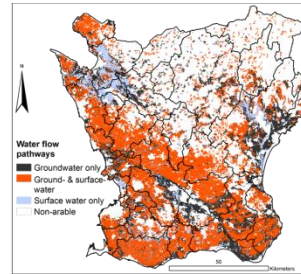 N
Water flow
pathways
Groundwater only
Ground- & surface-
water
Surface water only
Non-arable
50
Kilometers